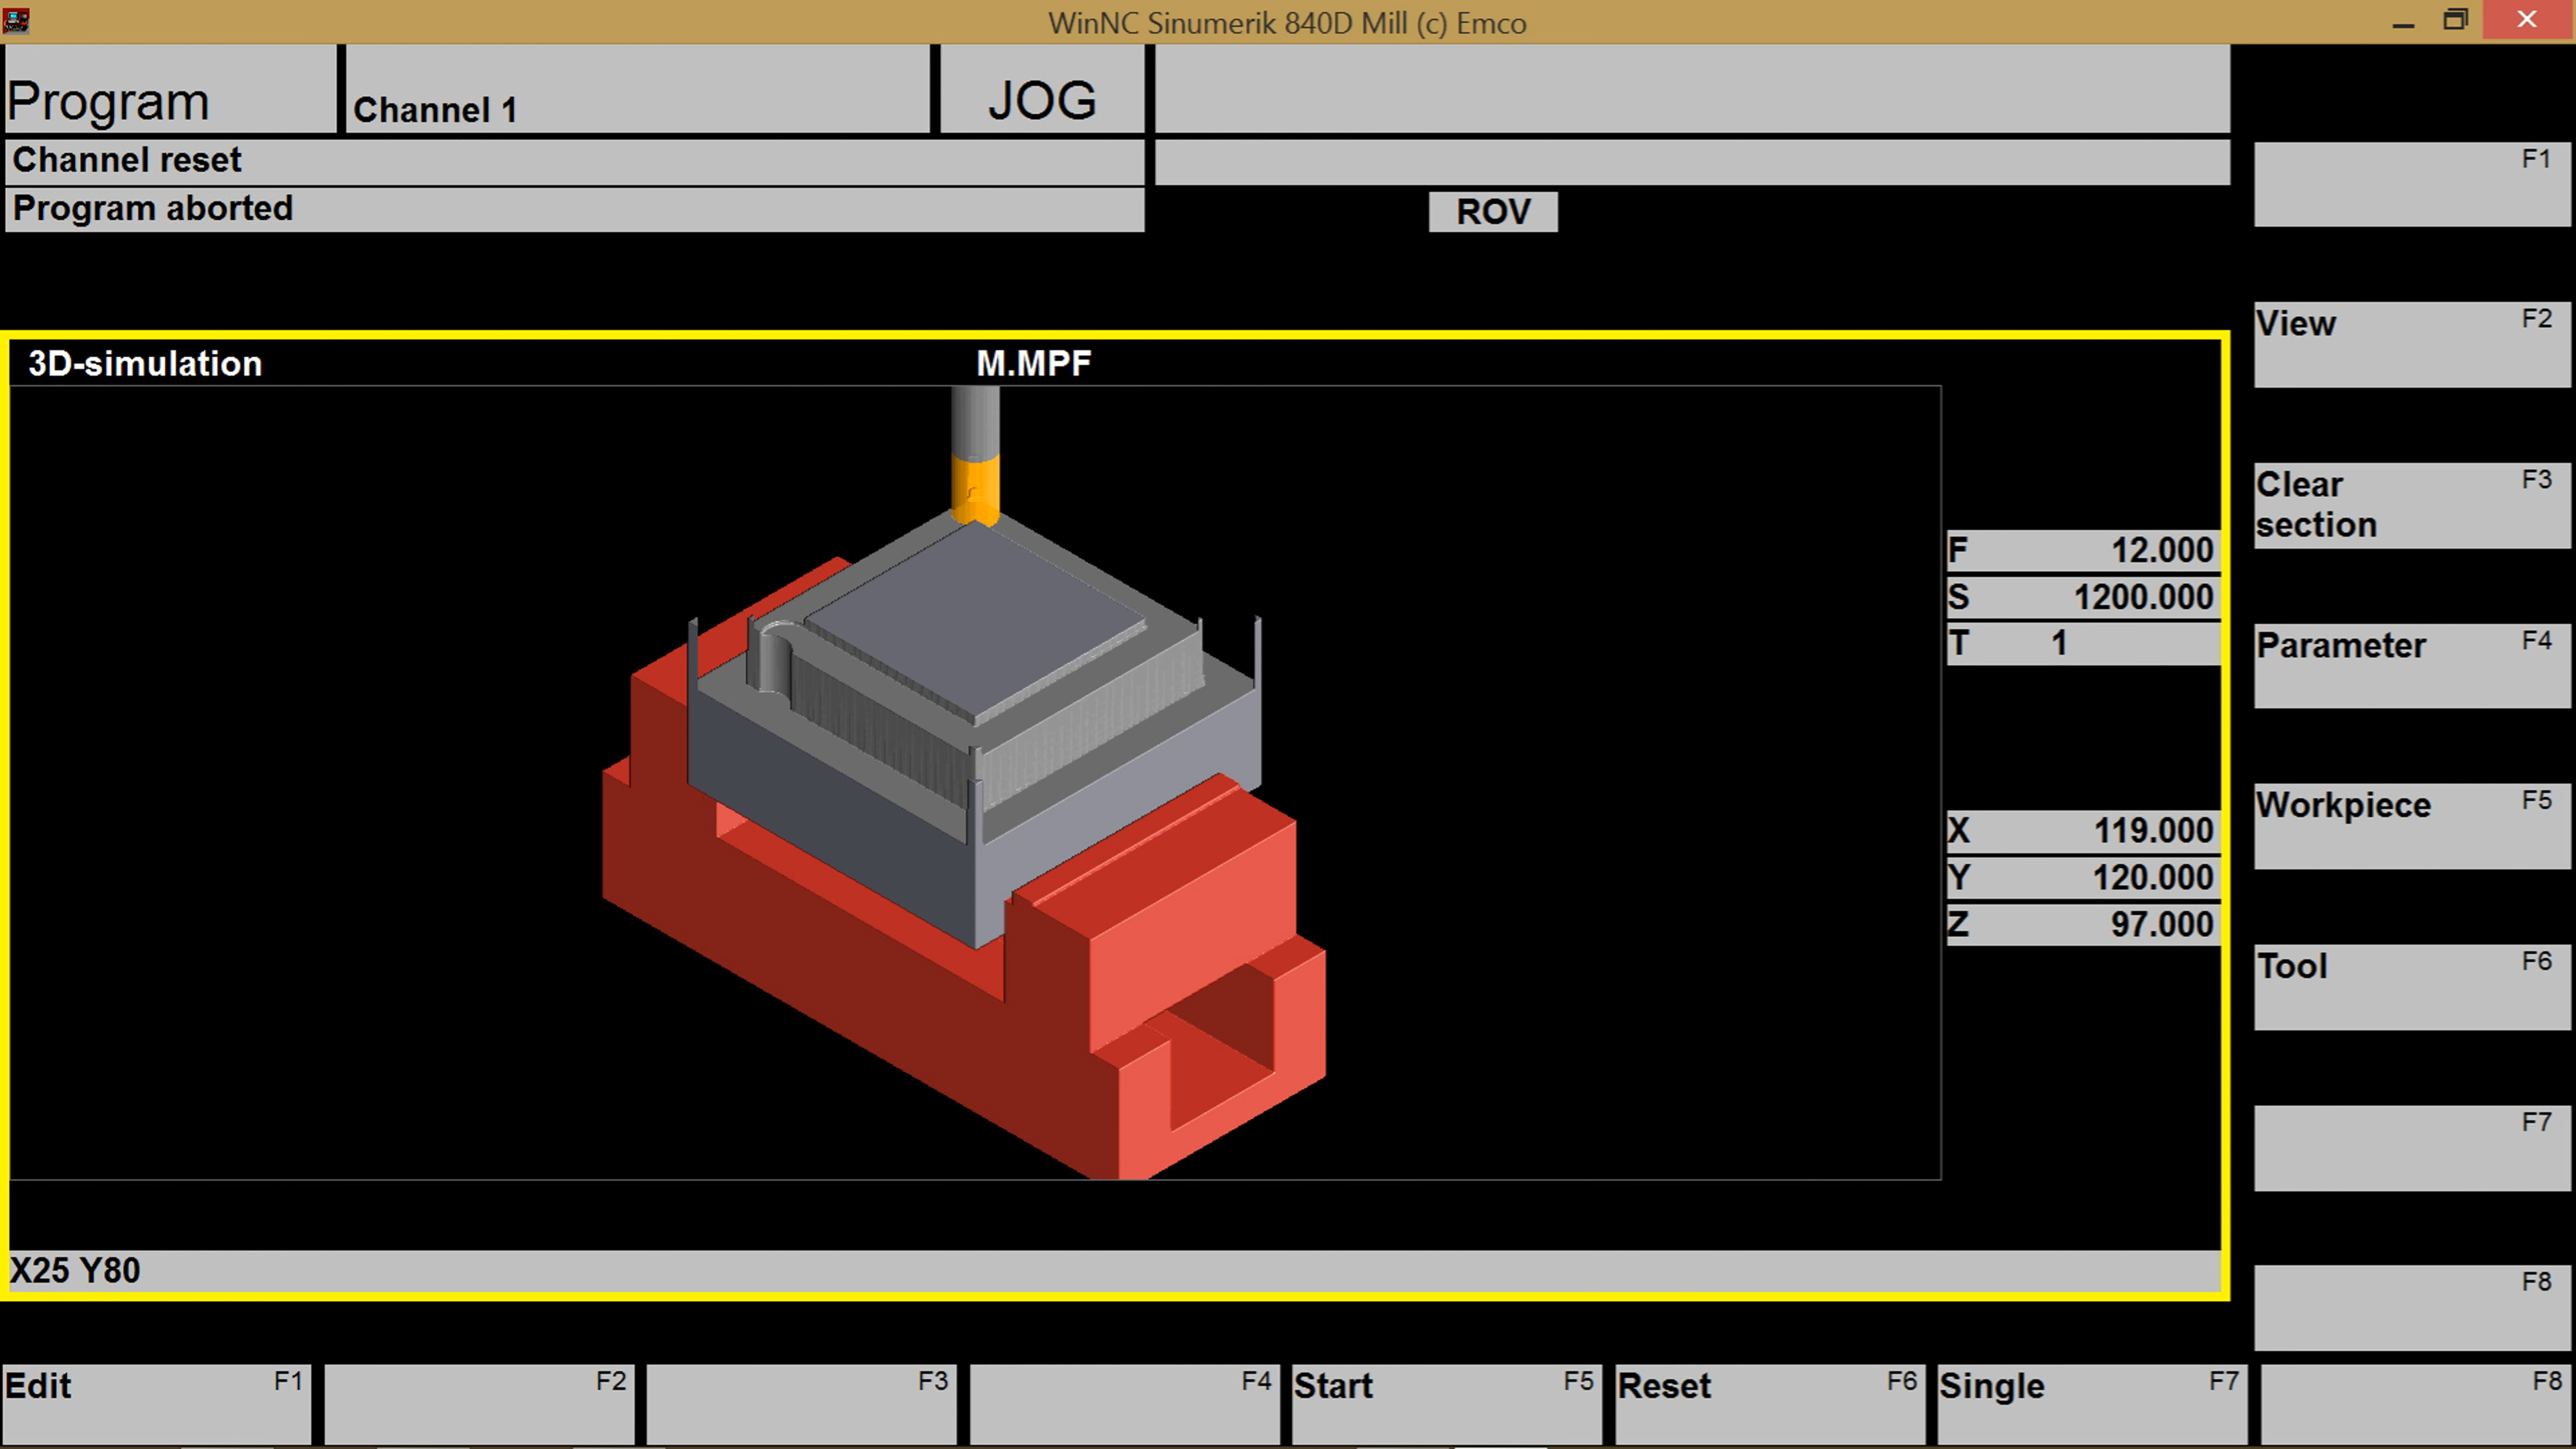 WinNC Sinumerik 840D Mill (c) Emco
Program
Channel 1
JOG
Channel reset
Program aborted
ROV
F1
View F2
Clear section F3
Parameter F4
Workpiece F5
Tool F6
F7
F8
3D-simulation M.MPF
F 12.000
S 1200.000
T 1
X 119.000
Y 120.000
Z 97.000
X25 Y80
Edit F1
F2
F3
F4
Start F5
Reset F6
Single F7
F8